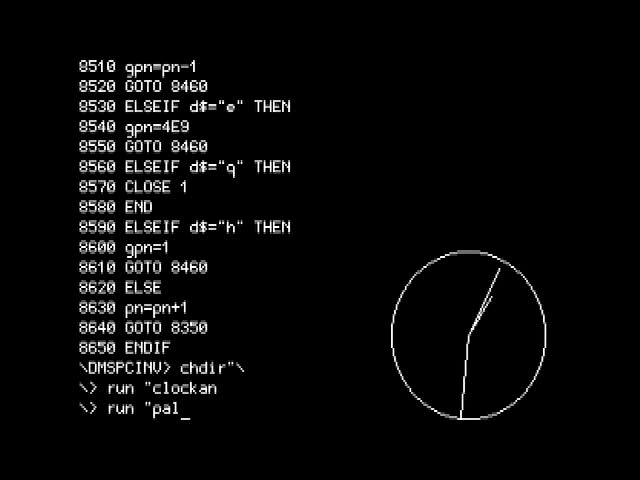 8510 gpn=pn-1
8520 GOTO 8460
8530 ELSEIF d$="e" THEN
8540 gpn=4E9
8550 GOTO 8460
8560 ELSEIF d$="q" THEN
8570 CLOSE 1
8580 END
8590 ELSEIF d$="h" THEN
8600 gpn=1
8610 GOTO 8460
8620 ELSE
8630 pn=pn+1
8640 GOTO 8350
8650 ENDIF
\DMSPCINV> chdir"\
\> run "clockan
\> run "pal_